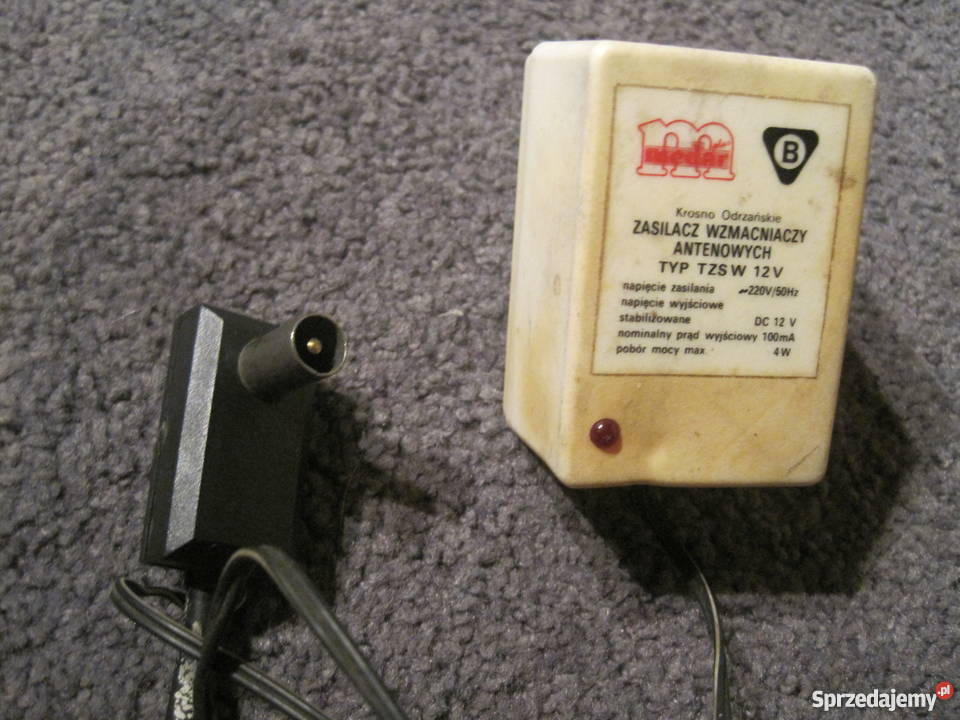 medar
B
Krosno Odrzańskie
ZASILACZ WZMACNIACZY
ANTENOWYCH
TYP TZSW 12V
napięcie zasilania ~220V/50Hz
napięcie wyjściowe
stabilizowane DC 12 V
nominalny prąd wyjściowy 100mA
pobór mocy max. 4W
Sprzedajemy.pl